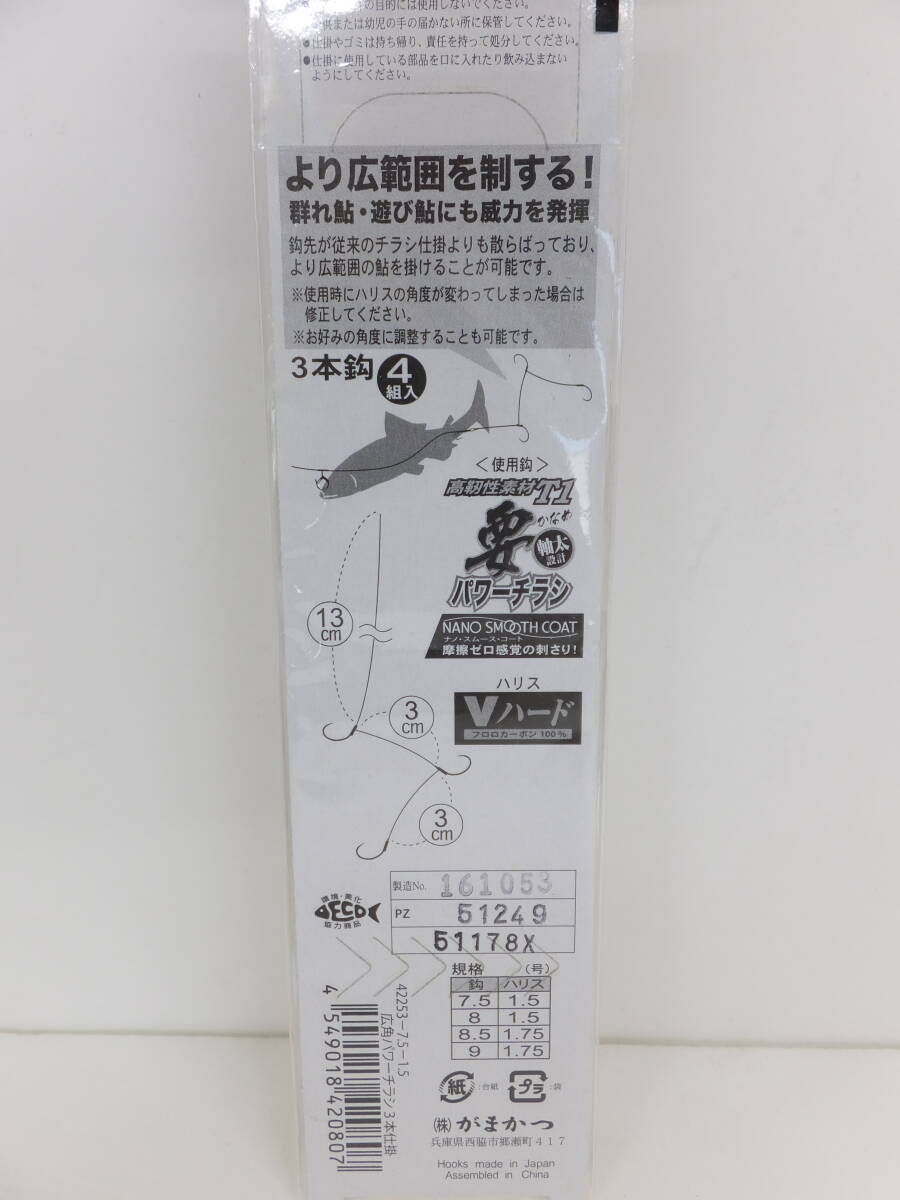 の目的には使用しないでください。
供または幼児の手の届かない所に保管してください。
●仕掛やゴミは持ち帰り、責任を持って処分してください。
●仕掛に使用している部品を口に入れたり飲み込まない
ようにしてください。
より広範囲を制する!
群れ鮎・遊び鮎にも威力を発揮
鈎先が従来のチラシ仕掛よりも散らばっており、
より広範囲の鮎を掛けることが可能です。
※使用時にハリスの角度が変わってしまった場合は
修正してください。
※お好みの角度に調整することも可能です。
3本鈎 4組入
<使用鈎>
高靭性素材T1
要 かなめ
軸太設計
パワーチラシ
NANO SMOOTH COAT
ナノ・スムース・コート
摩擦ゼロ感覚の刺さり!
ハリス
Vハード
フロロカーボン100%
13cm
3cm
3cm
製造No. 161053
PZ 51249
51178X
環境・美化
ECO
協力商品
規格 (号)
鈎 ハリス
7.5 1.5
8 1.5
8.5 1.75
9 1.75
42253-7.5-1.5
広角パワーチラシ3本仕掛
4 549018 420807
紙 :台紙 プラ :袋
(株)がまかつ
兵庫県西脇市郷瀬町417
Hooks made in Japan
Assembled in China